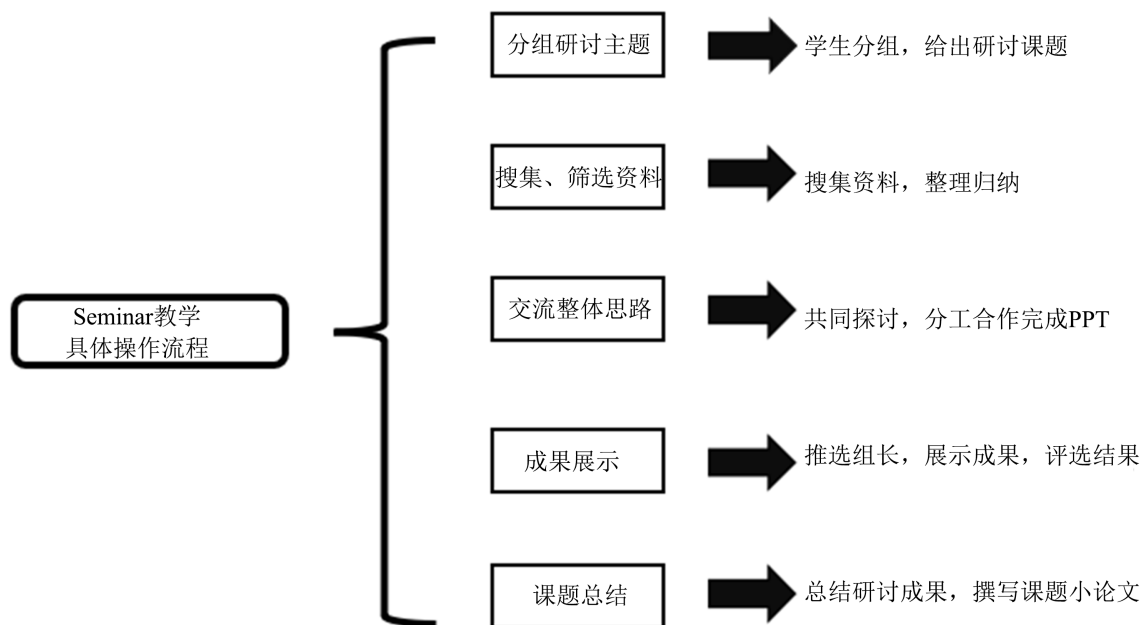 分组研讨主题
学生分组，给出研讨课题
搜集、筛选资料
搜集资料，整理归纳
Seminar教学
具体操作流程
交流整体思路
共同探讨，分工合作完成PPT
成果展示
推选组长，展示成果，评选结果
课题总结
总结研讨成果，撰写课题小论文